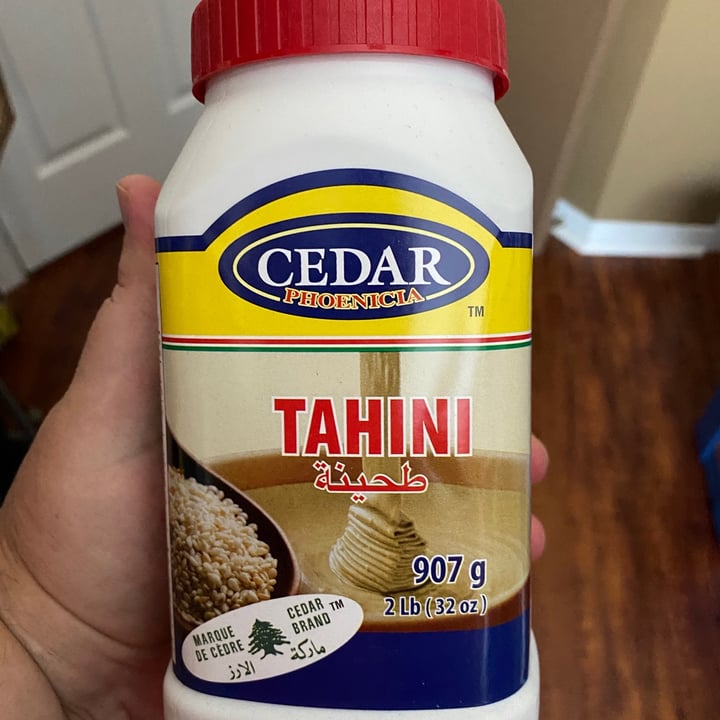 CEDAR
PHOENICIA
TM
TAHINI
طحينة
907 g
2 Lb (32 oz)
MARQUE
DE CÈDRE
CEDAR TM
BRAND
ماركة
الارز